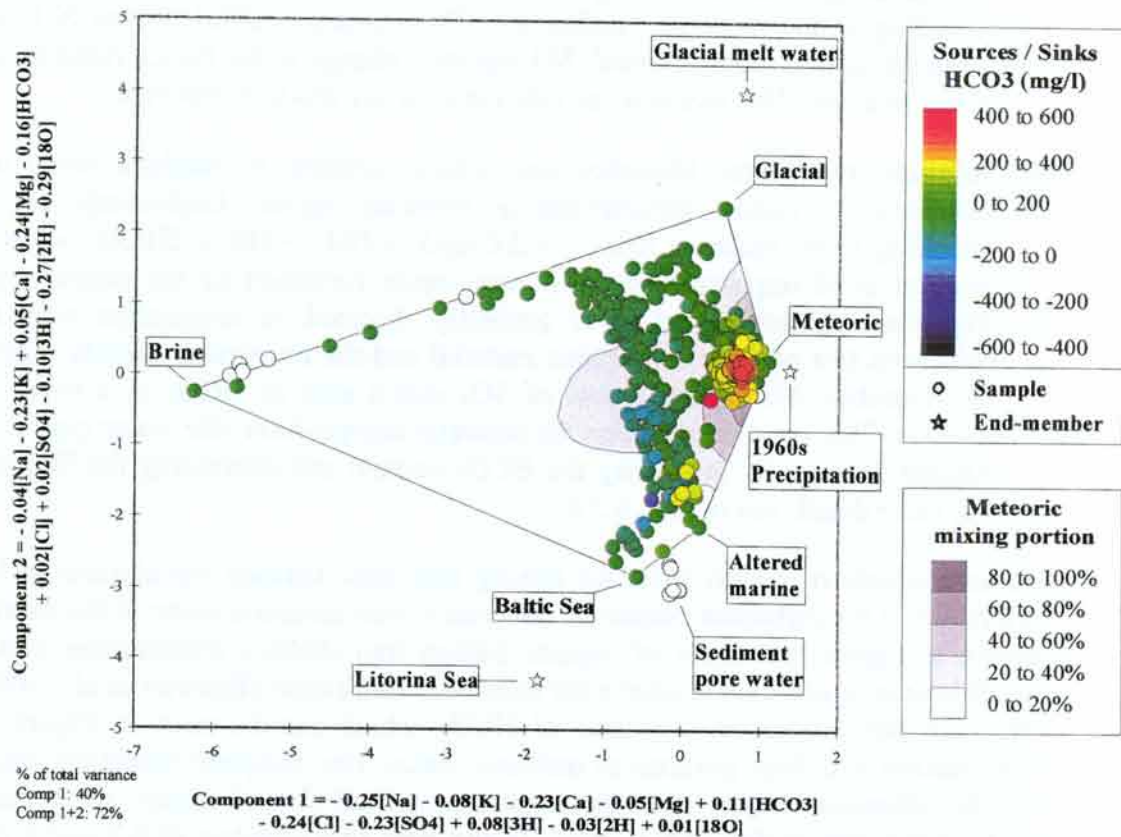 Component 2 = - 0.04[Na] - 0.23[K] + 0.05[Ca] - 0.24[Mg] - 0.16[HCO3]
+ 0.02[Cl] + 0.02[SO4] - 0.10[3H] - 0.27[2H] - 0.29[18O]
5
4
3
2
1
0
-1
-2
-3
-4
-5
Glacial melt water
Glacial
Meteoric
Brine
1960s
Precipitation
Altered
marine
Baltic Sea
Sediment
pore water
Litorina Sea
-7
-6
-5
-4
-3
-2
-1
0
1
2
% of total variance
Comp 1: 40%
Comp 1+2: 72%
Component 1 = - 0.25[Na] - 0.08[K] - 0.23[Ca] - 0.05[Mg] + 0.11[HCO3]
- 0.24[Cl] - 0.23[SO4] + 0.08[3H] - 0.03[2H] + 0.01[18O]
Sources / Sinks
HCO3 (mg/l)
400 to 600
200 to 400
0 to 200
-200 to 0
-400 to -200
-600 to -400
Sample
End-member
Meteoric
mixing portion
80 to 100%
60 to 80%
40 to 60%
20 to 40%
0 to 20%